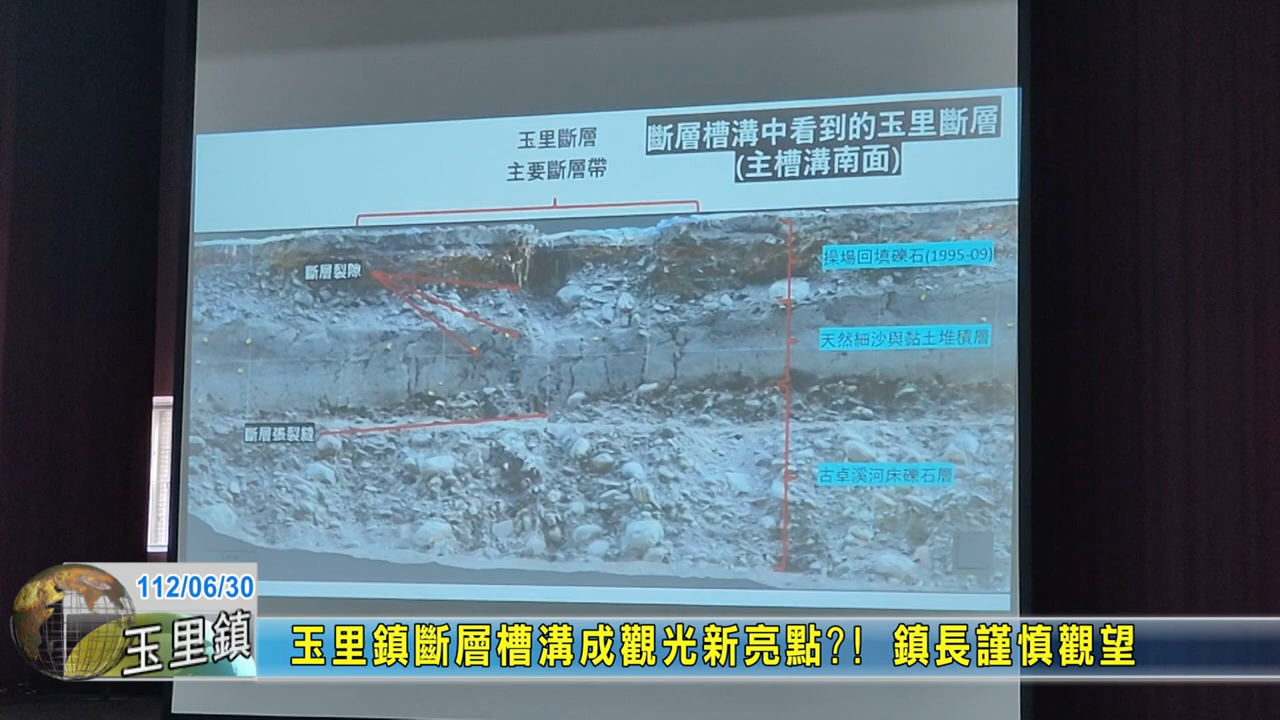 玉里斷層
主要斷層帶
斷層槽溝中看到的玉里斷層
(主槽溝南面)
斷層裂隙
操場回填礫石(1995-09)
天然細沙與黏土堆積層
斷層張裂縫
古卓溪河床礫石層
112/06/30
玉里鎮
玉里鎮斷層槽溝成觀光新亮點?! 鎮長謹慎觀望